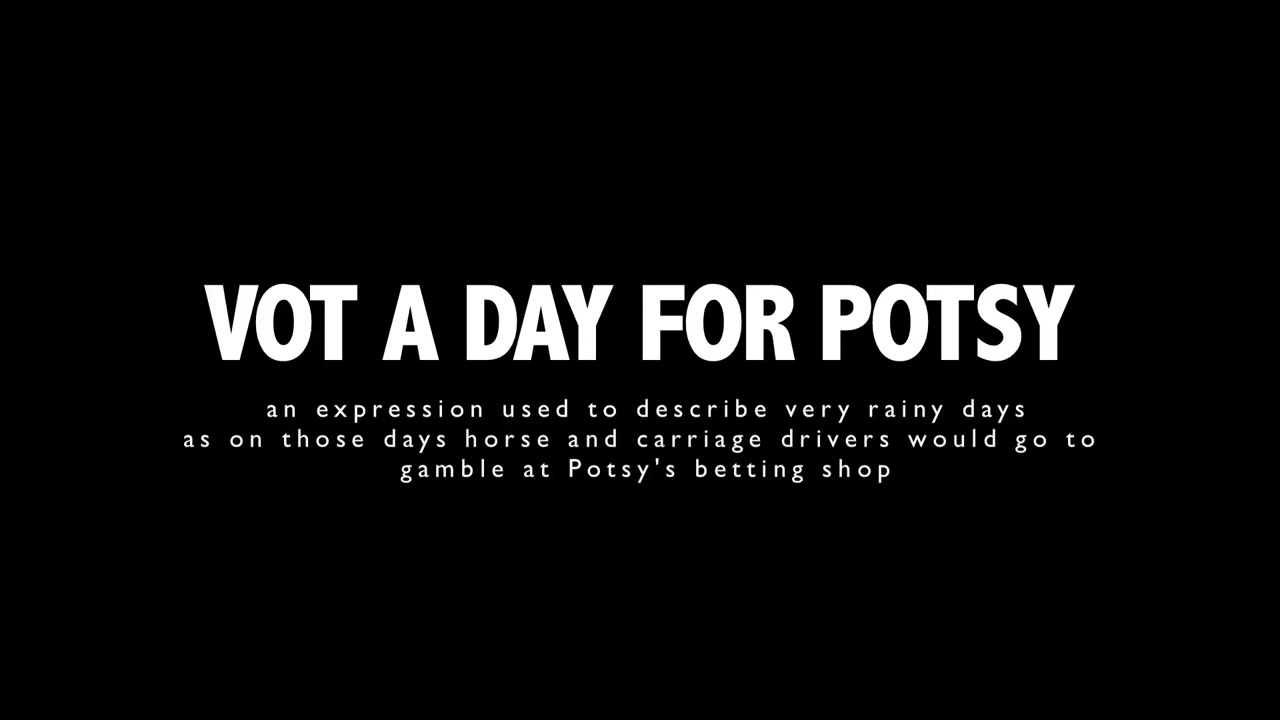 VOT A DAY FOR POTSY
an expression used to describe very rainy days
as on those days horse and carriage drivers would go to
gamble at Potsy's betting shop